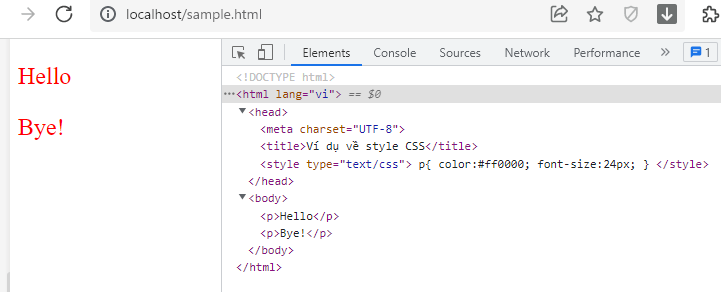 localhost/sample.html
Elements Console Sources Network Performance » 1
Hello
Bye!
<!DOCTYPE html>
⋯<html lang="vi"> == $0
▼<head>
<meta charset="UTF-8">
<title>Ví dụ về style CSS</title>
<style type="text/css"> p{ color:#ff0000; font-size:24px; } </style>
</head>
▼<body>
<p>Hello</p>
<p>Bye!</p>
</body>
</html>